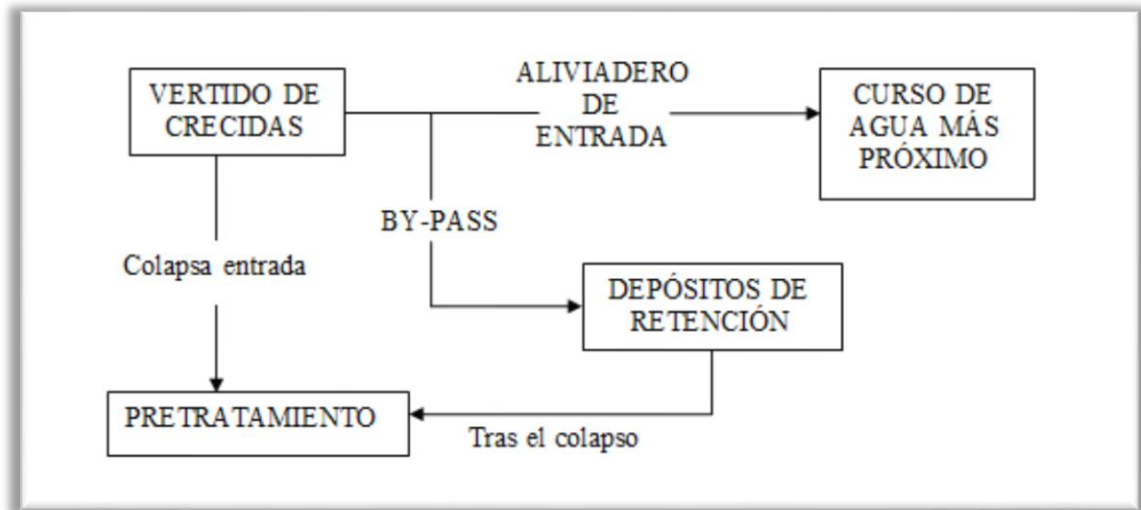 VERTIDO DE
CRECIDAS
ALIVIADERO
DE
ENTRADA
CURSO DE
AGUA MÁS
PRÓXIMO
BY-PASS
Colapsa entrada
DEPÓSITOS DE
RETENCIÓN
PRETRATAMIENTO
Tras el colapso